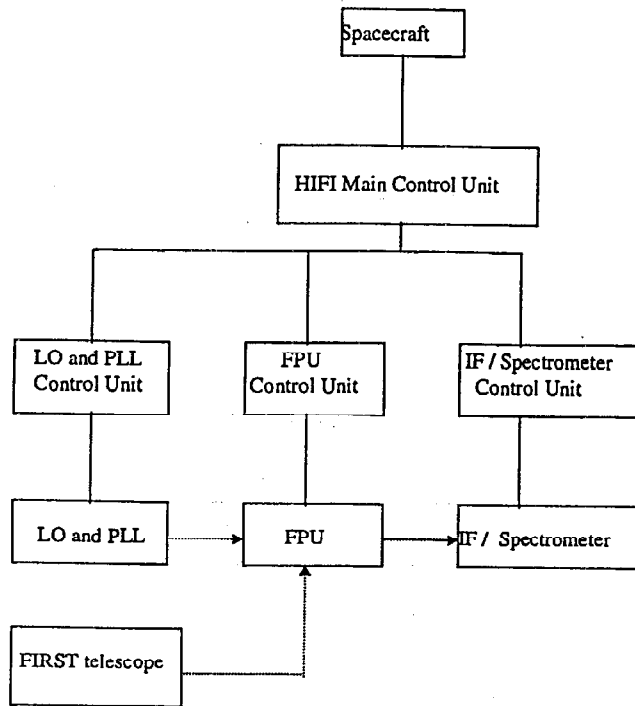 Spacecraft
HIFI Main Control Unit
LO and PLL
Control Unit
FPU
Control Unit
IF / Spectrometer
Control Unit
LO and PLL
FPU
IF / Spectrometer
FIRST telescope